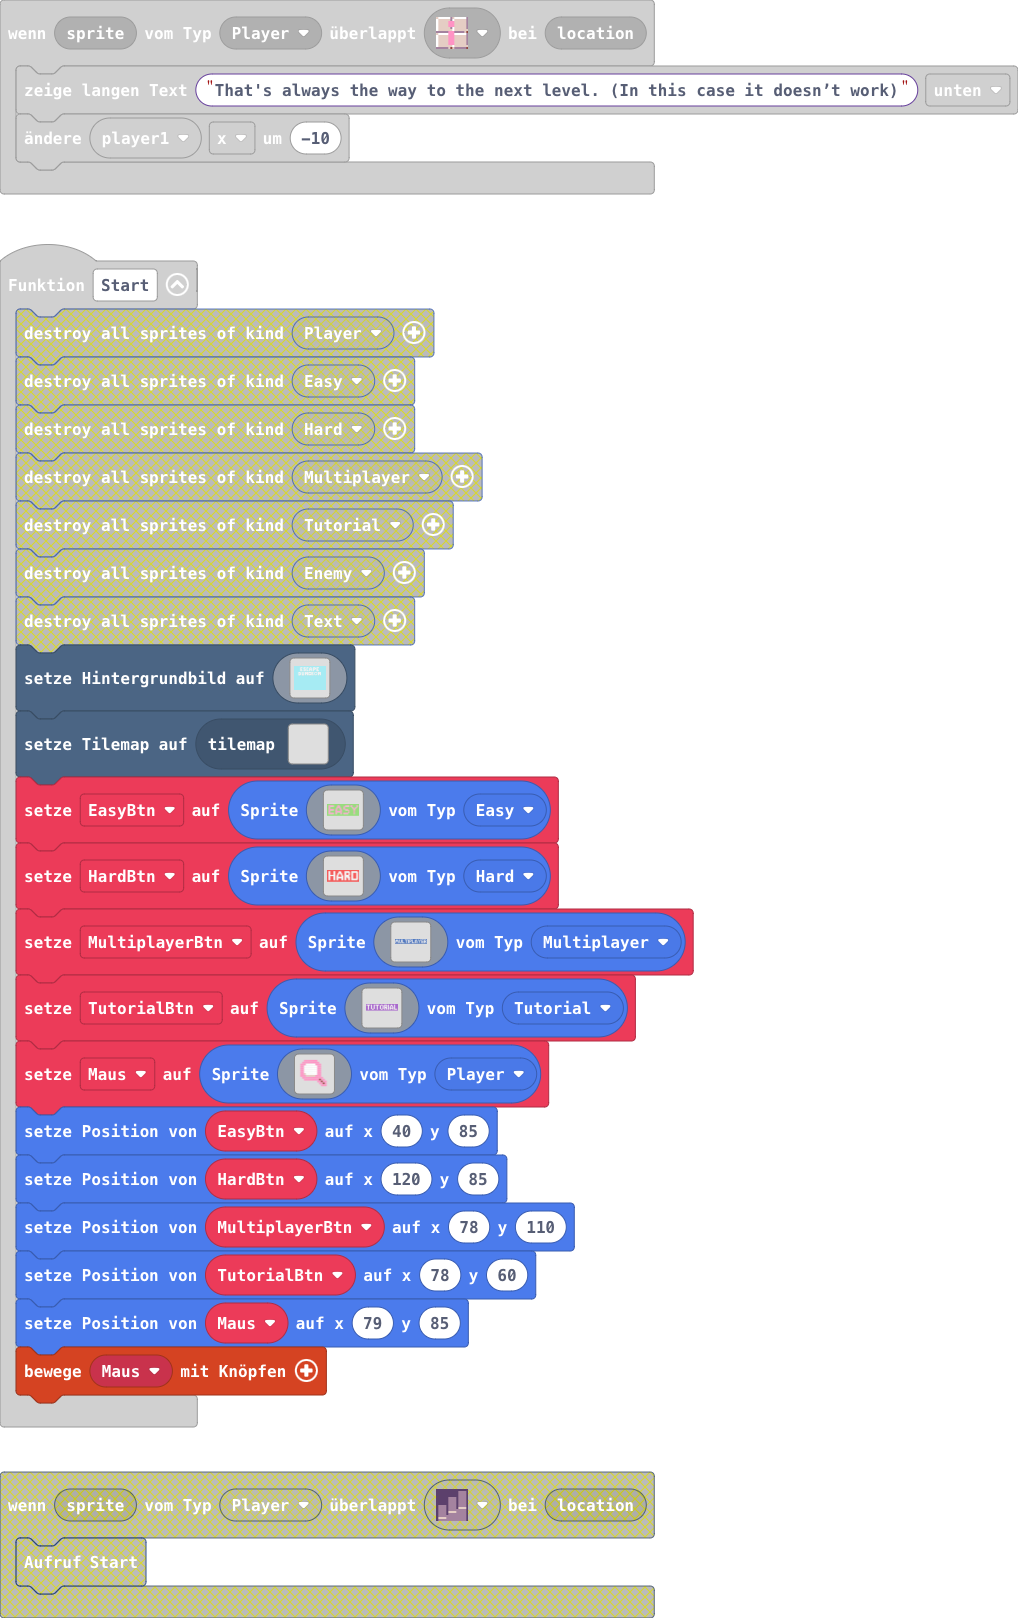 wenn sprite vom Typ Player überlappt bei location
zeige langen Text "That's always the way to the next level. (In this case it doesn’t work)" unten
ändere player1 x um −10
Funktion Start
destroy all sprites of kind Player
destroy all sprites of kind Easy
destroy all sprites of kind Hard
destroy all sprites of kind Multiplayer
destroy all sprites of kind Tutorial
destroy all sprites of kind Enemy
destroy all sprites of kind Text
setze Hintergrundbild auf
setze Tilemap auf tilemap
setze EasyBtn auf Sprite EASY vom Typ Easy
setze HardBtn auf Sprite HARD vom Typ Hard
setze MultiplayerBtn auf Sprite MULTIPLAYER vom Typ Multiplayer
setze TutorialBtn auf Sprite TUTORIAL vom Typ Tutorial
setze Maus auf Sprite vom Typ Player
setze Position von EasyBtn auf x 40 y 85
setze Position von HardBtn auf x 120 y 85
setze Position von MultiplayerBtn auf x 78 y 110
setze Position von TutorialBtn auf x 78 y 60
setze Position von Maus auf x 79 y 85
bewege Maus mit Knöpfen
wenn sprite vom Typ Player überlappt bei location
Aufruf Start